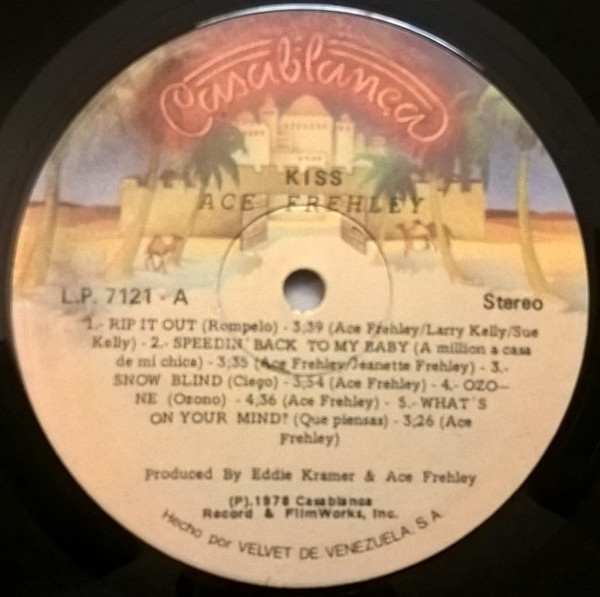 Casablanca
KISS
ACE FREHLEY
L.P. 7121 - A
Stereo
1.- RIP IT OUT (Rompelo) - 3;39 (Ace Frehley/Larry Kelly/Sue
Kelly) - 2.- SPEEDIN' BACK TO MY BABY (A million a casa
de mi chica) - 3;35 (Ace Frehley/Jeanette Frehley) - 3.-
SNOW BLIND (Ciego) - 3;54 (Ace Frehley) - 4.- OZO-
NE (Ozono) - 4;36 (Ace Frehley) - 5.- WHAT'S
ON YOUR MIND? (Que piensas) - 3;26 (Ace
Frehley)
Produced By Eddie Kramer & Ace Frehley
(P).1978 Casablanca
Record & FilmWorks, Inc.
Hecho por VELVET DE VENEZUELA, S.A.